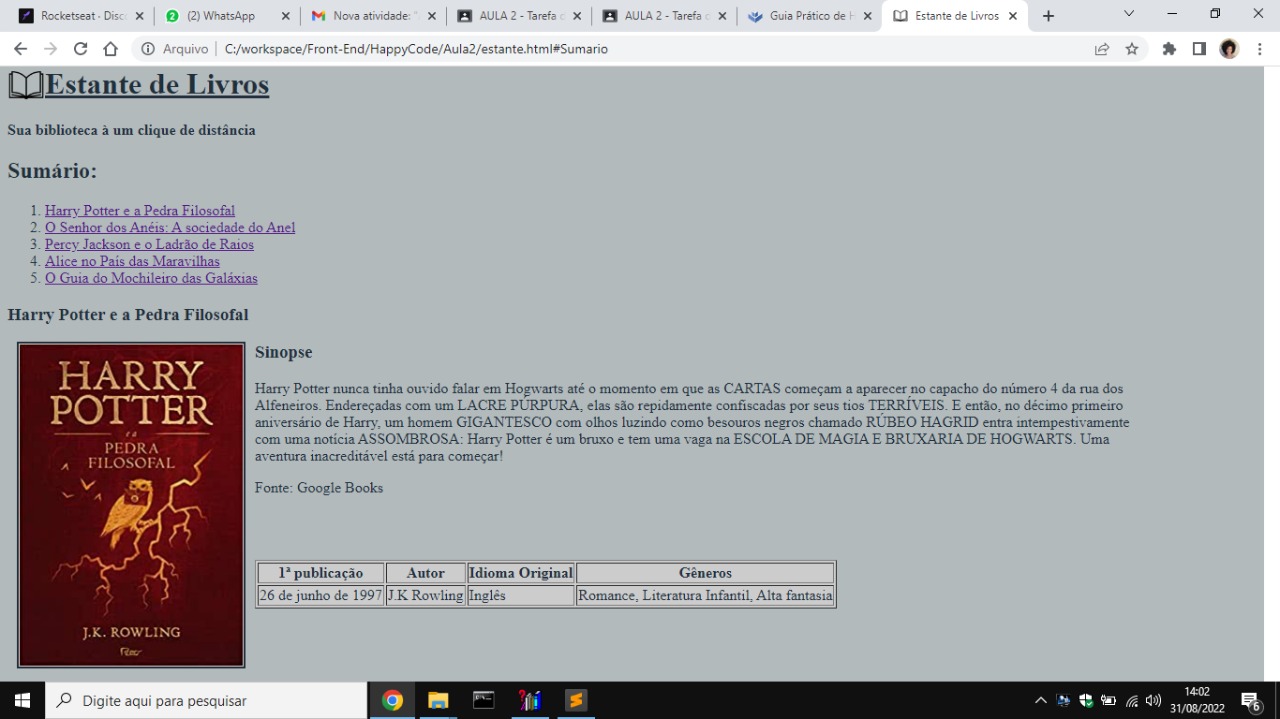 Rocketseat · Disco
(2) WhatsApp
Nova atividade: "
AULA 2 - Tarefa d
AULA 2 - Tarefa d
Guia Prático de H
Estante de Livros
Arquivo C:/workspace/Front-End/HappyCode/Aula2/estante.html#Sumario
Estante de Livros
Sua biblioteca à um clique de distância
Sumário:
1. Harry Potter e a Pedra Filosofal
2. O Senhor dos Anéis: A sociedade do Anel
3. Percy Jackson e o Ladrão de Raios
4. Alice no País das Maravilhas
5. O Guia do Mochileiro das Galáxias
Harry Potter e a Pedra Filosofal
HARRY
POTTER
e a
PEDRA
FILOSOFAL
J.K. ROWLING
Sinopse
Harry Potter nunca tinha ouvido falar em Hogwarts até o momento em que as CARTAS começam a aparecer no capacho do número 4 da rua dos
Alfeneiros. Endereçadas com um LACRE PÚRPURA, elas são repidamente confiscadas por seus tios TERRÍVEIS. E então, no décimo primeiro
aniversário de Harry, um homem GIGANTESCO com olhos luzindo como besouros negros chamado RÚBEO HAGRID entra intempestivamente
com uma notícia ASSOMBROSA: Harry Potter é um bruxo e tem uma vaga na ESCOLA DE MAGIA E BRUXARIA DE HOGWARTS. Uma
aventura inacreditável está para começar!
Fonte: Google Books
1ª publicação Autor Idioma Original Gêneros
26 de junho de 1997 J.K Rowling Inglês Romance, Literatura Infantil, Alta fantasia
Digite aqui para pesquisar
14:02
31/08/2022
6